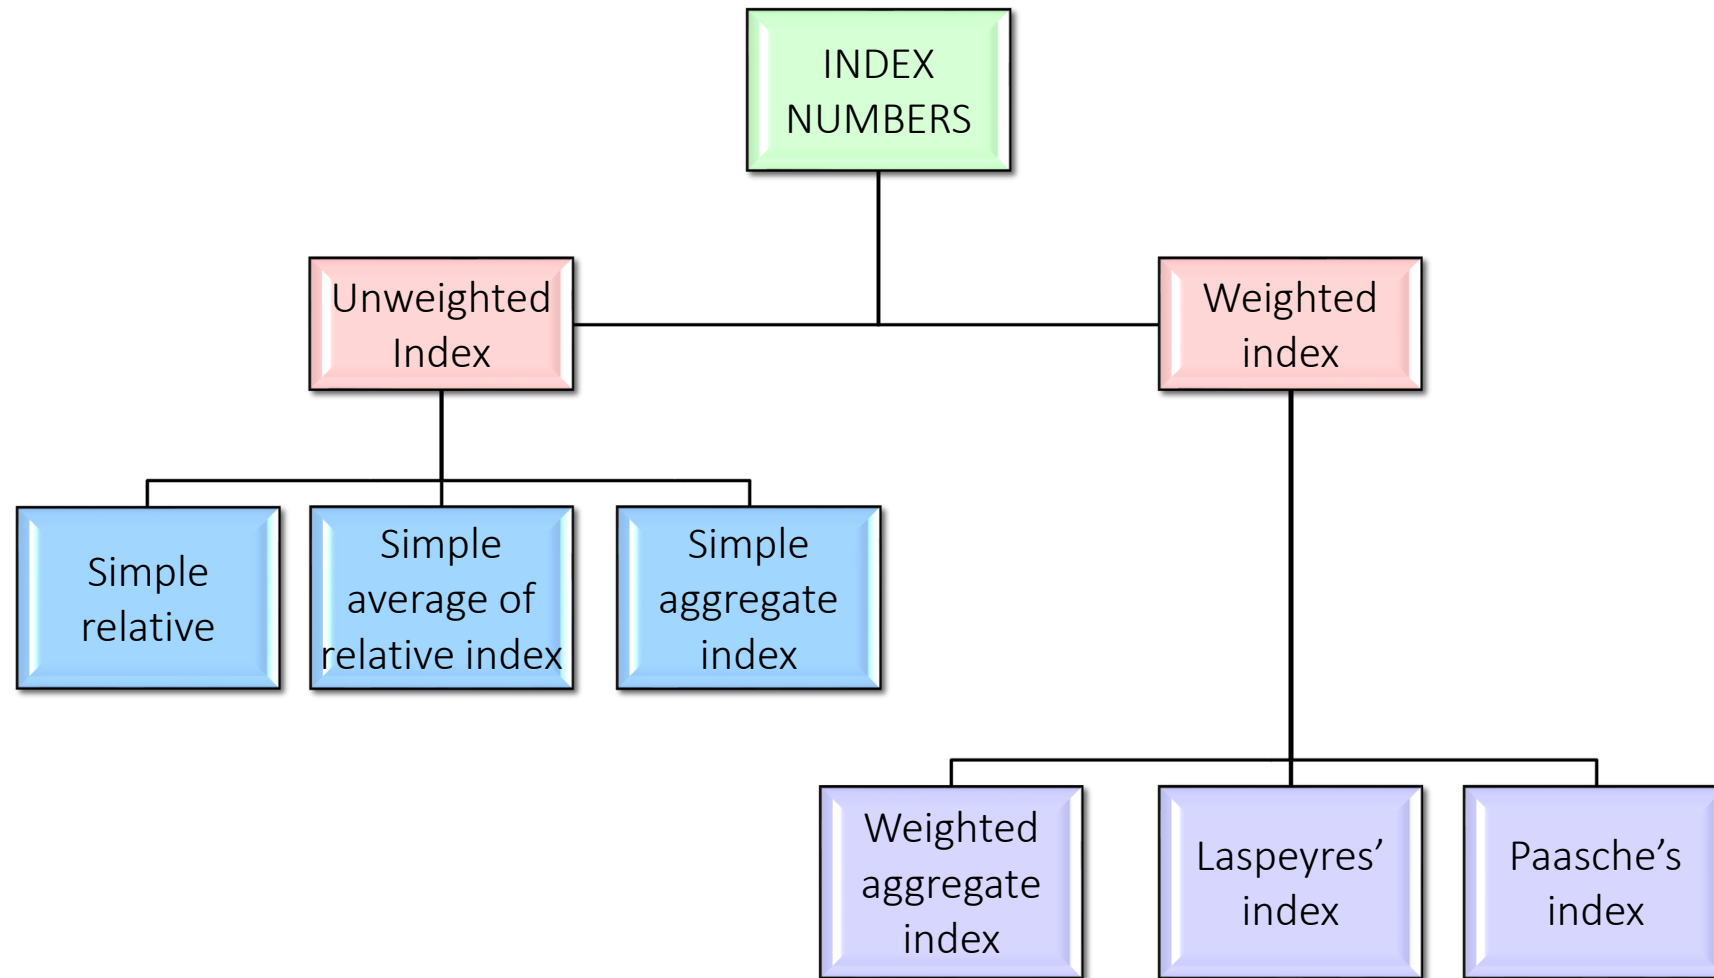 INDEX
NUMBERS
Unweighted
Index
Weighted
index
Simple
relative
Simple
average of
relative index
Simple
aggregate
index
Weighted
aggregate
index
Laspeyres’
index
Paasche’s
index